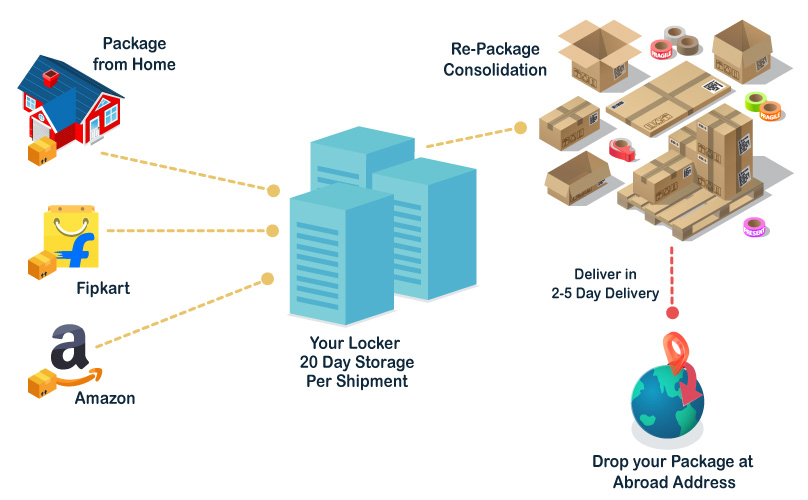 Package
from Home
Re-Package
Consolidation
FRAGILE
FRAGILE
Fipkart
Your Locker
20 Day Storage
Per Shipment
Amazon
PRESENT
Deliver in
2-5 Day Delivery
Drop your Package at
Abroad Address